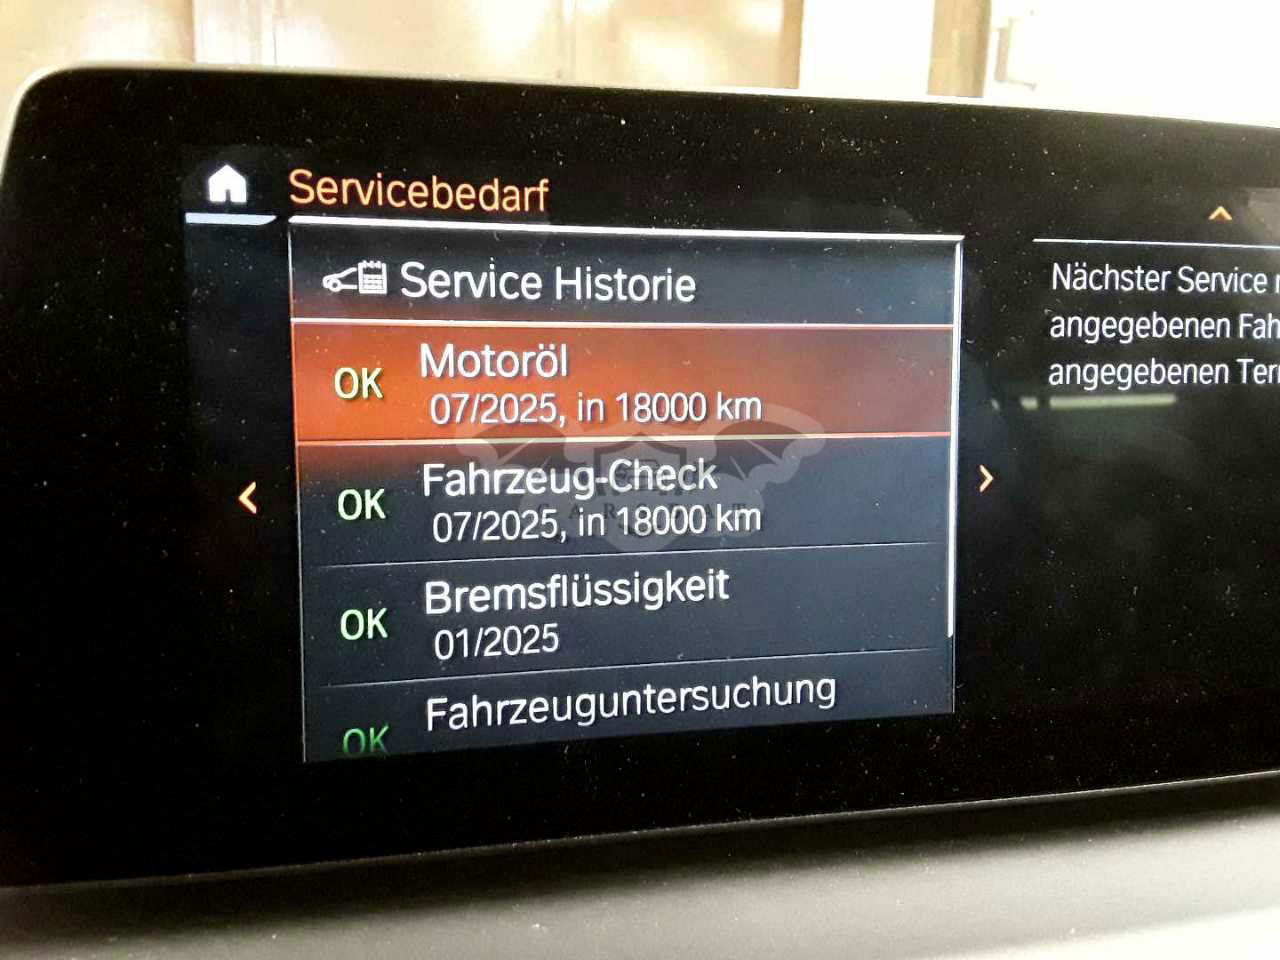 Servicebedarf
Service Historie
OK
Motoröl
07/2025, in 18000 km
OK
Fahrzeug-Check
07/2025, in 18000 km
OK
Bremsflüssigkeit
01/2025
OK
Fahrzeuguntersuchung
Nächster Service
angegebenen
angegebenen